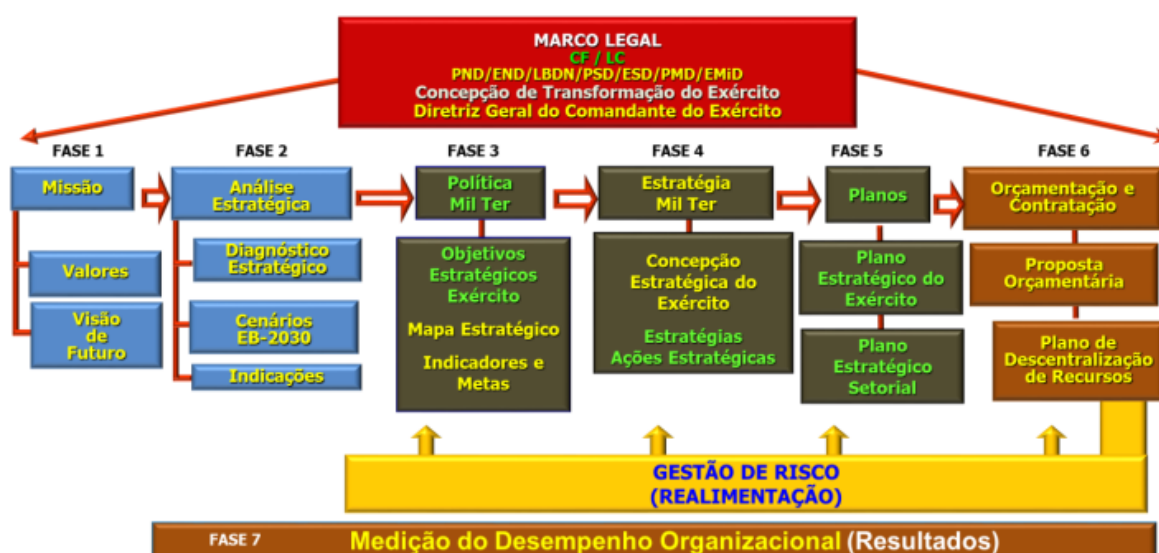 MARCO LEGAL
CF / LC
PND/END/LBDN/PSD/ESD/PMD/EMiD
Concepção de Transformação do Exército
Diretriz Geral do Comandante do Exército
FASE 1
FASE 2
FASE 3
FASE 4
FASE 5
FASE 6
Missão
Valores
Visão
de
Futuro
Análise
Estratégica
Diagnóstico
Estratégico
Cenários
EB-2030
Indicações
Política
Mil Ter
Objetivos
Estratégicos
Exército
Mapa Estratégico
Indicadores e
Metas
Estratégia
Mil Ter
Concepção
Estratégica do
Exército
Estratégias
Ações Estratégicas
Planos
Plano
Estratégico do
Exército
Plano
Estratégico
Setorial
Orçamentação e
Contratação
Proposta
Orçamentária
Plano de
Descentralização
de Recursos
GESTÃO DE RISCO
(REALIMENTAÇÃO)
FASE 7
Medição do Desempenho Organizacional (Resultados)